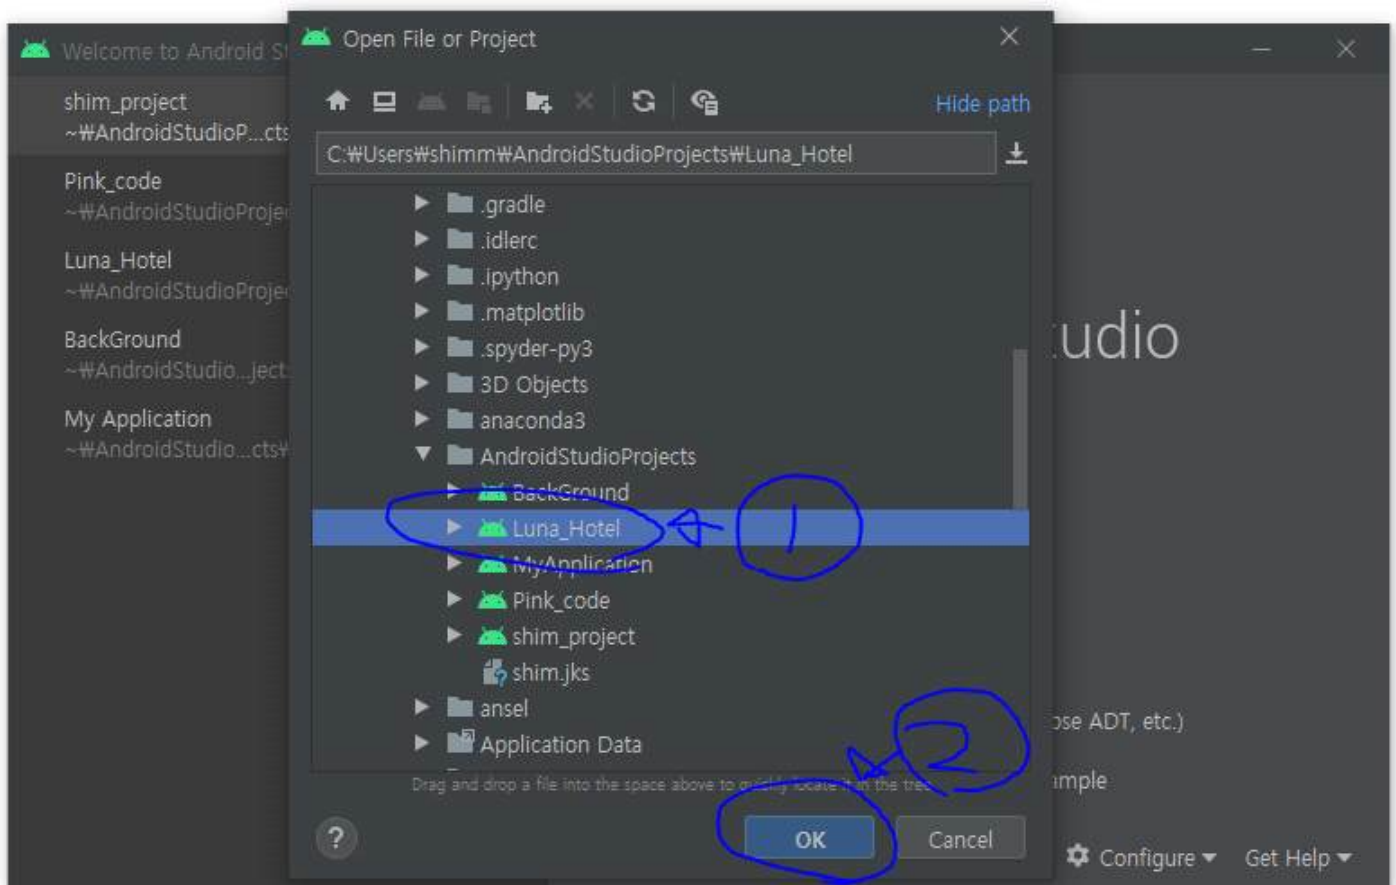 Welcome to Android S
shim_project
~₩AndroidStudioP...cts
Pink_code
~₩AndroidStudioProje
Luna_Hotel
~₩AndroidStudioProje
BackGround
~₩AndroidStudio...ject
My Application
~₩AndroidStudio...cts₩
Open File or Project
Hide path
C:₩Users₩shimm₩AndroidStudioProjects₩Luna_Hotel
.gradle
.idlerc
.ipython
.matplotlib
.spyder-py3
3D Objects
anaconda3
AndroidStudioProjects
BackGround
Luna_Hotel
1
MyApplication
Pink_code
shim_project
shim.jks
ansel
Application Data
2
Drag and drop a file into the space above to quickly locate it in the tree
?
OK
Cancel
udio
ose ADT, etc.)
ample
Configure
Get Help